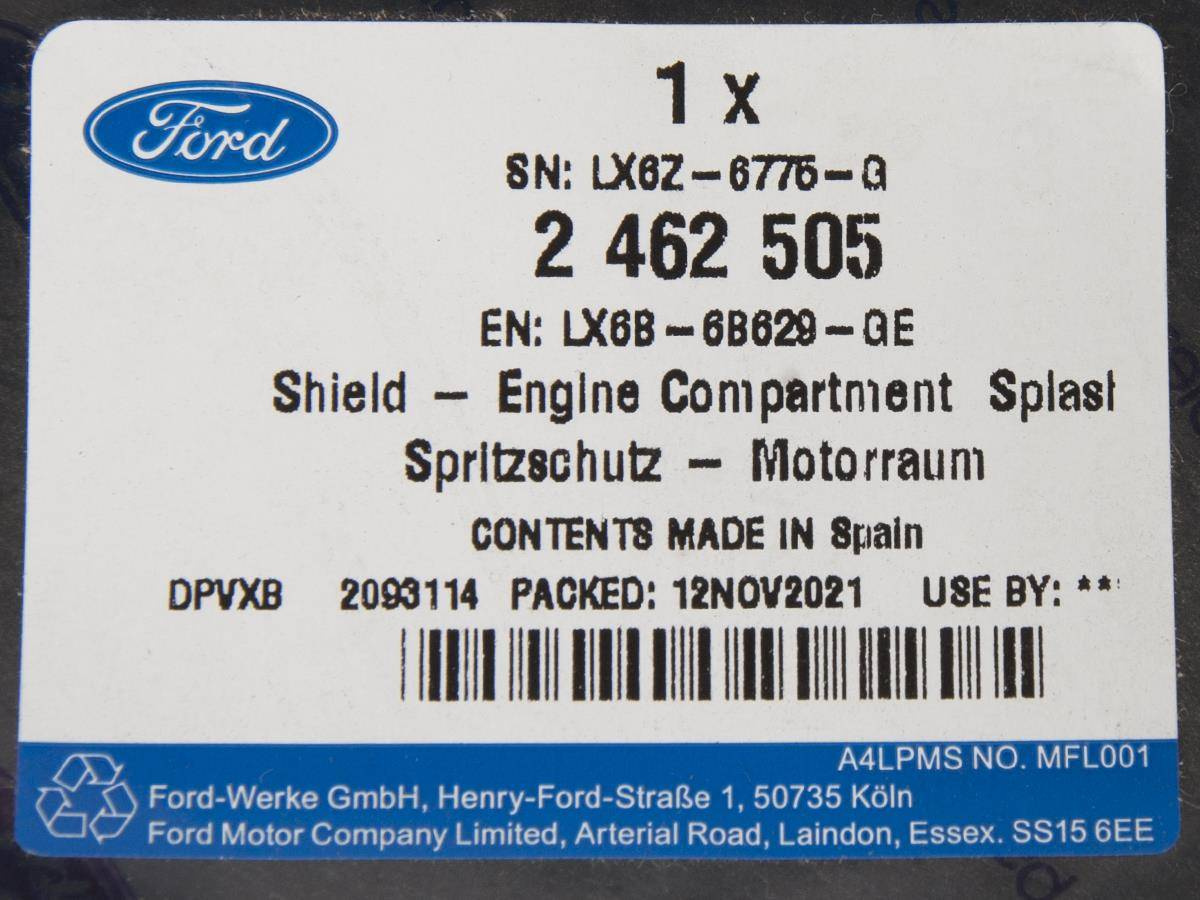 Ford
1 x
SN: LX6Z-6775-G
2 462 505
EN: LX6B-6B629-GE
Shield - Engine Compartment Splash
Spritzschutz - Motorraum
CONTENTS MADE IN Spain
DPVXB 2093114 PACKED: 12NOV2021 USE BY: **
A4LPMS NO. MFL001
Ford-Werke GmbH, Henry-Ford-Straße 1, 50735 Köln
Ford Motor Company Limited, Arterial Road, Laindon, Essex. SS15 6EE